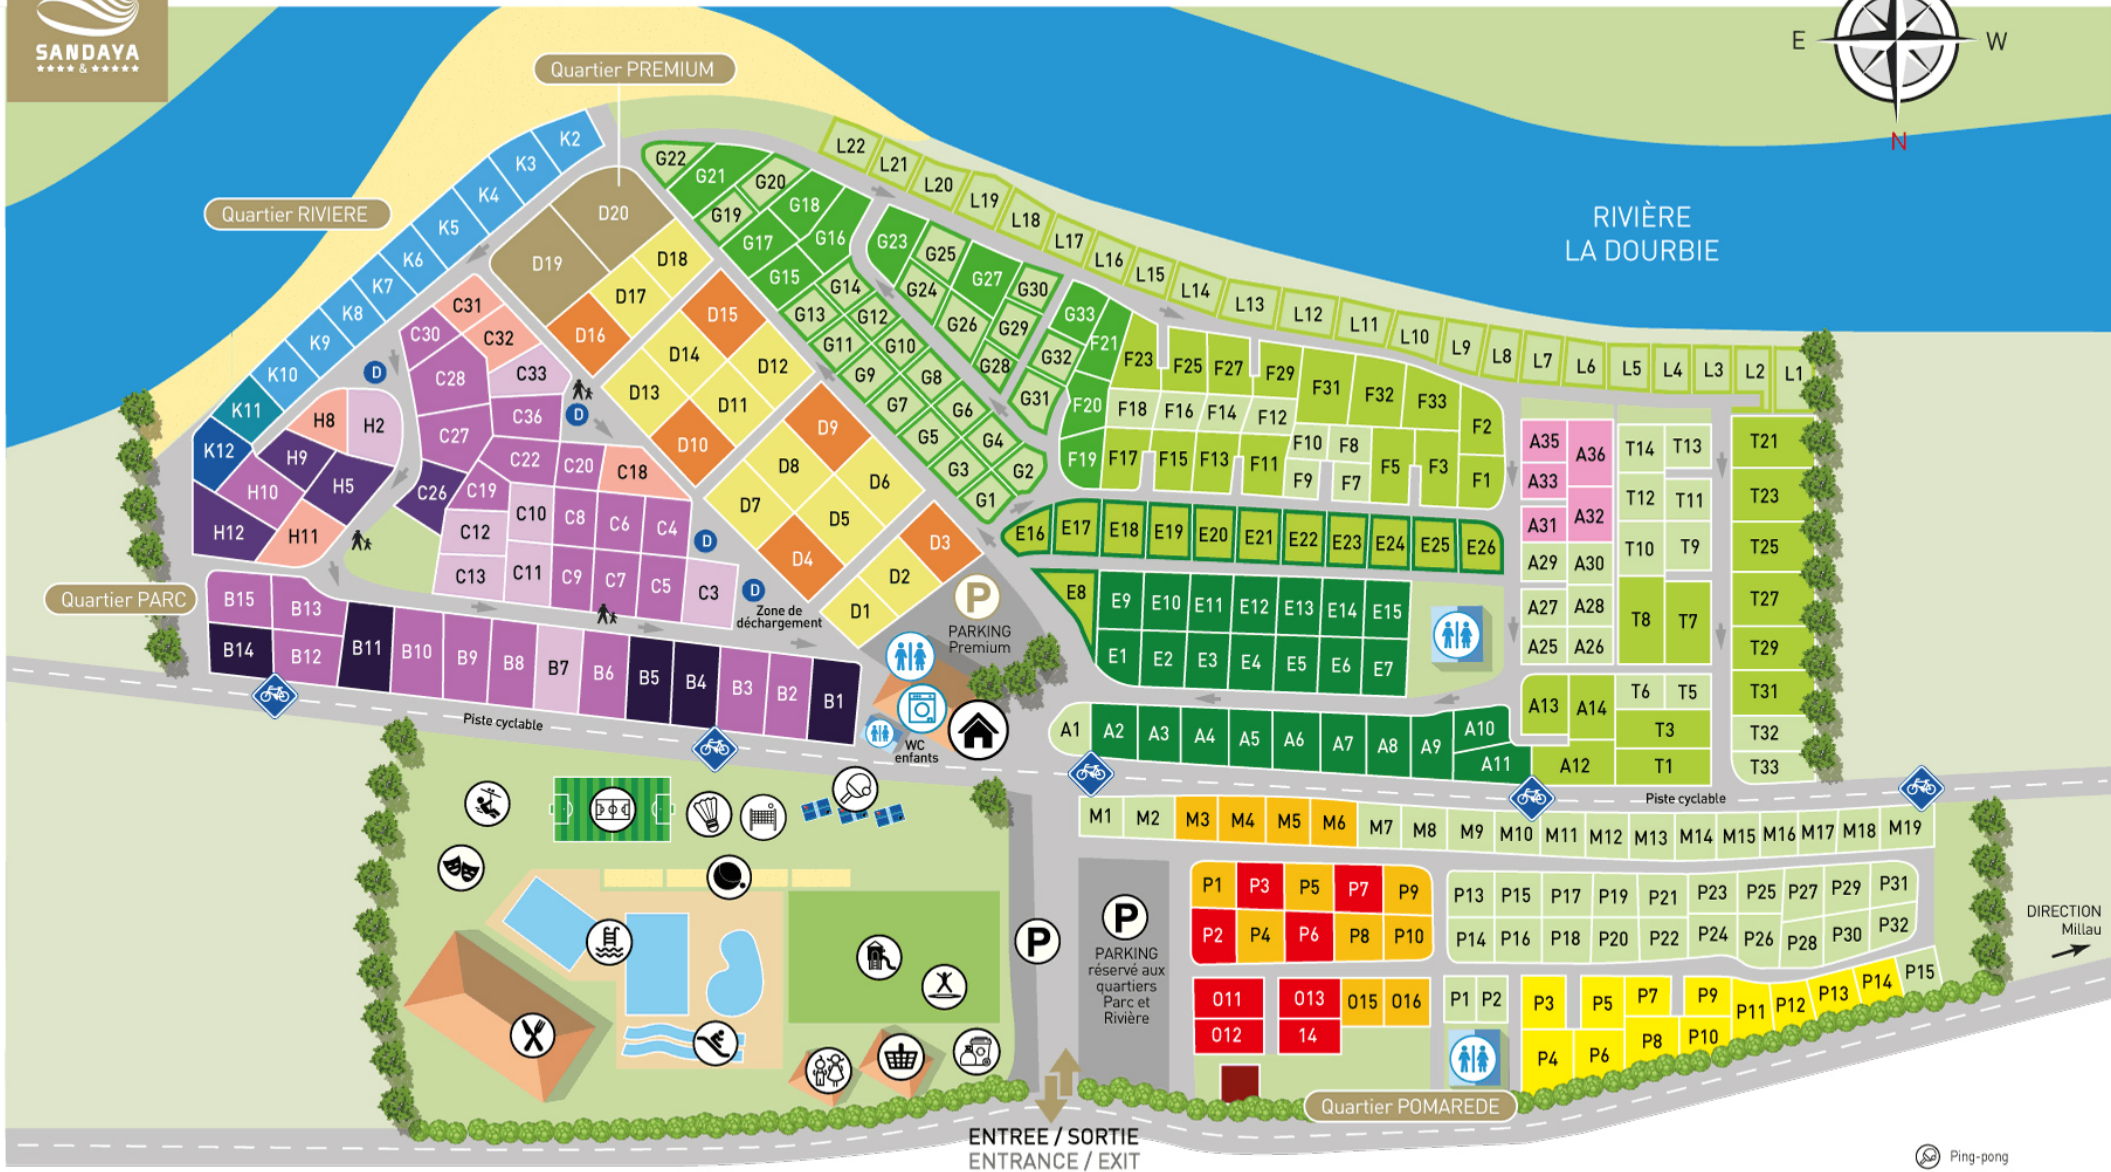 SANDAYA
&
Quartier PREMIUM
E
W
N
Quartier RIVIERE
RIVIÈRE
LA DOURBIE
K2
K3
K4
K5
K6
K7
K8
K9
K10
K11
K12
D20
D19
D18
D17
D16
D15
D14
D13
D12
D11
D10
D9
D8
D7
D6
D5
D4
D3
D2
D1
G22
G21
G20
G19
G18
G17
G16
G15
G14
G13
G12
G11
G10
G9
G8
G7
G6
G5
G4
G3
G2
G1
G23
G25
G24
G27
G26
G30
G29
G28
G33
G32
G31
L22
L21
L20
L19
L18
L17
L16
L15
L14
L13
L12
L11
L10
L9
L8
L7
L6
L5
L4
L3
L2
L1
F21
F20
F19
F23
F25
F27
F29
F31
F32
F33
F2
F18
F16
F14
F12
F10
F8
F17
F15
F13
F11
F9
F7
F5
F3
F1
C31
C30
C32
C33
C28
C36
C27
C22
C20
C18
C26
C19
C12
C10
C8
C6
C4
C13
C11
C9
C7
C5
C3
D
D
D
D
Zone de
déchargement
H8
H2
H9
H5
H10
H12
H11
Quartier PARC
B15
B13
B14
B12
B11
B10
B9
B8
B7
B6
B5
B4
B3
B2
B1
E16
E17
E18
E19
E20
E21
E22
E23
E24
E25
E26
E8
E9
E10
E11
E12
E13
E14
E15
E1
E2
E3
E4
E5
E6
E7
P
PARKING
Premium
WC
enfants
A35
A36
A33
A31
A32
A29
A30
A27
A28
A25
A26
A13
A14
A12
T14
T13
T12
T11
T10
T9
T8
T7
T6
T5
T3
T1
T21
T23
T25
T27
T29
T31
T32
T33
A1
A2
A3
A4
A5
A6
A7
A8
A9
A10
A11
Piste cyclable
Piste cyclable
M1
M2
M3
M4
M5
M6
M7
M8
M9
M10
M11
M12
M13
M14
M15
M16
M17
M18
M19
P1
P3
P5
P7
P9
P2
P4
P6
P8
P10
P13
P15
P17
P19
P21
P23
P25
P27
P29
P31
P14
P16
P18
P20
P22
P24
P26
P28
P30
P32
P
P
PARKING
réservé aux
quartiers
Parc et
Rivière
O11
O13
O15
O16
O12
14
P1
P2
P3
P5
P7
P9
P4
P6
P8
P10
P11
P12
P13
P14
P15
DIRECTION
Millau
Quartier POMAREDE
ENTREE / SORTIE
ENTRANCE / EXIT
Ping-pong